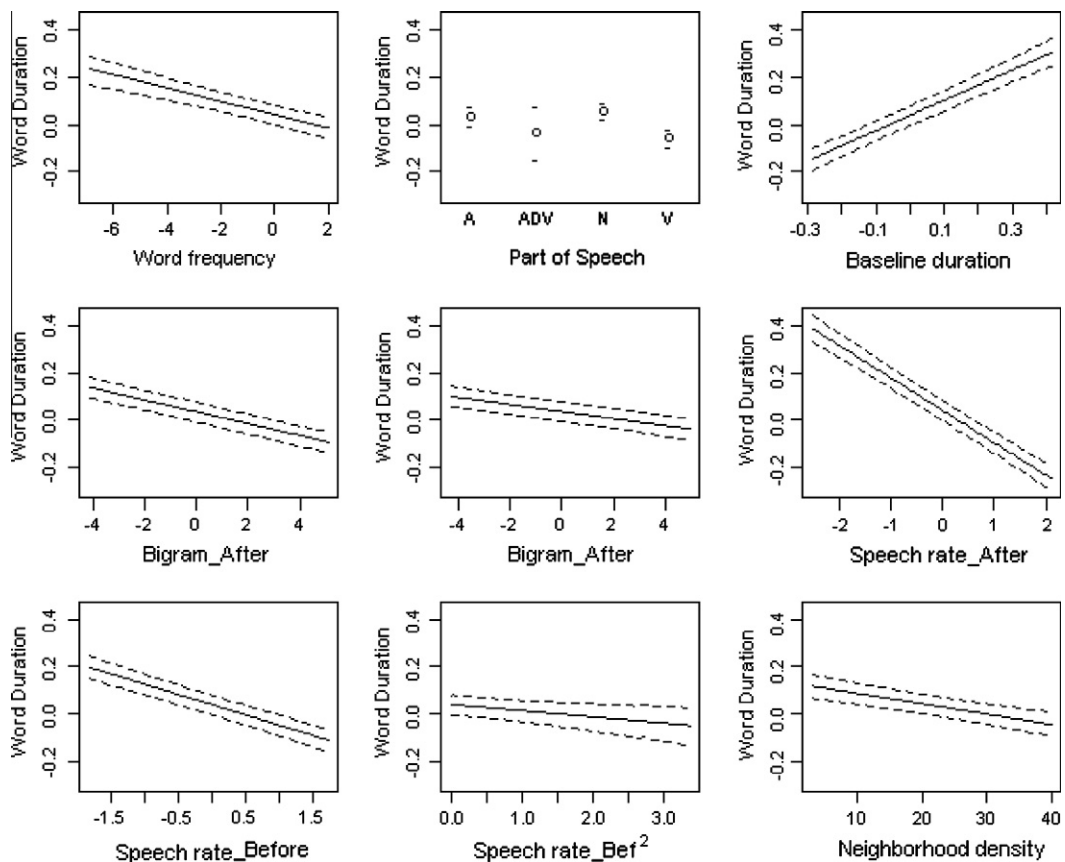 Word Duration
0.4
0.2
0.0
-0.2
-6 -4 -2 0 2
Word frequency
Word Duration
0.4
0.2
0.0
-0.2
A ADV N V
Part of Speech
Word Duration
0.4
0.2
0.0
-0.2
-0.3 -0.1 0.1 0.3
Baseline duration
Word Duration
0.4
0.2
0.0
-0.2
-4 -2 0 2 4
Bigram_After
Word Duration
0.4
0.2
0.0
-0.2
-4 -2 0 2 4
Bigram_After
Word Duration
0.4
0.2
0.0
-0.2
-2 -1 0 1 2
Speech rate_After
Word Duration
0.4
0.2
0.0
-0.2
-1.5 -0.5 0.5 1.5
Speech rate_Before
Word Duration
0.4
0.2
0.0
-0.2
0.0 1.0 2.0 3.0
Speech rate_Bef²
Word Duration
0.4
0.2
0.0
-0.2
10 20 30 40
Neighborhood density